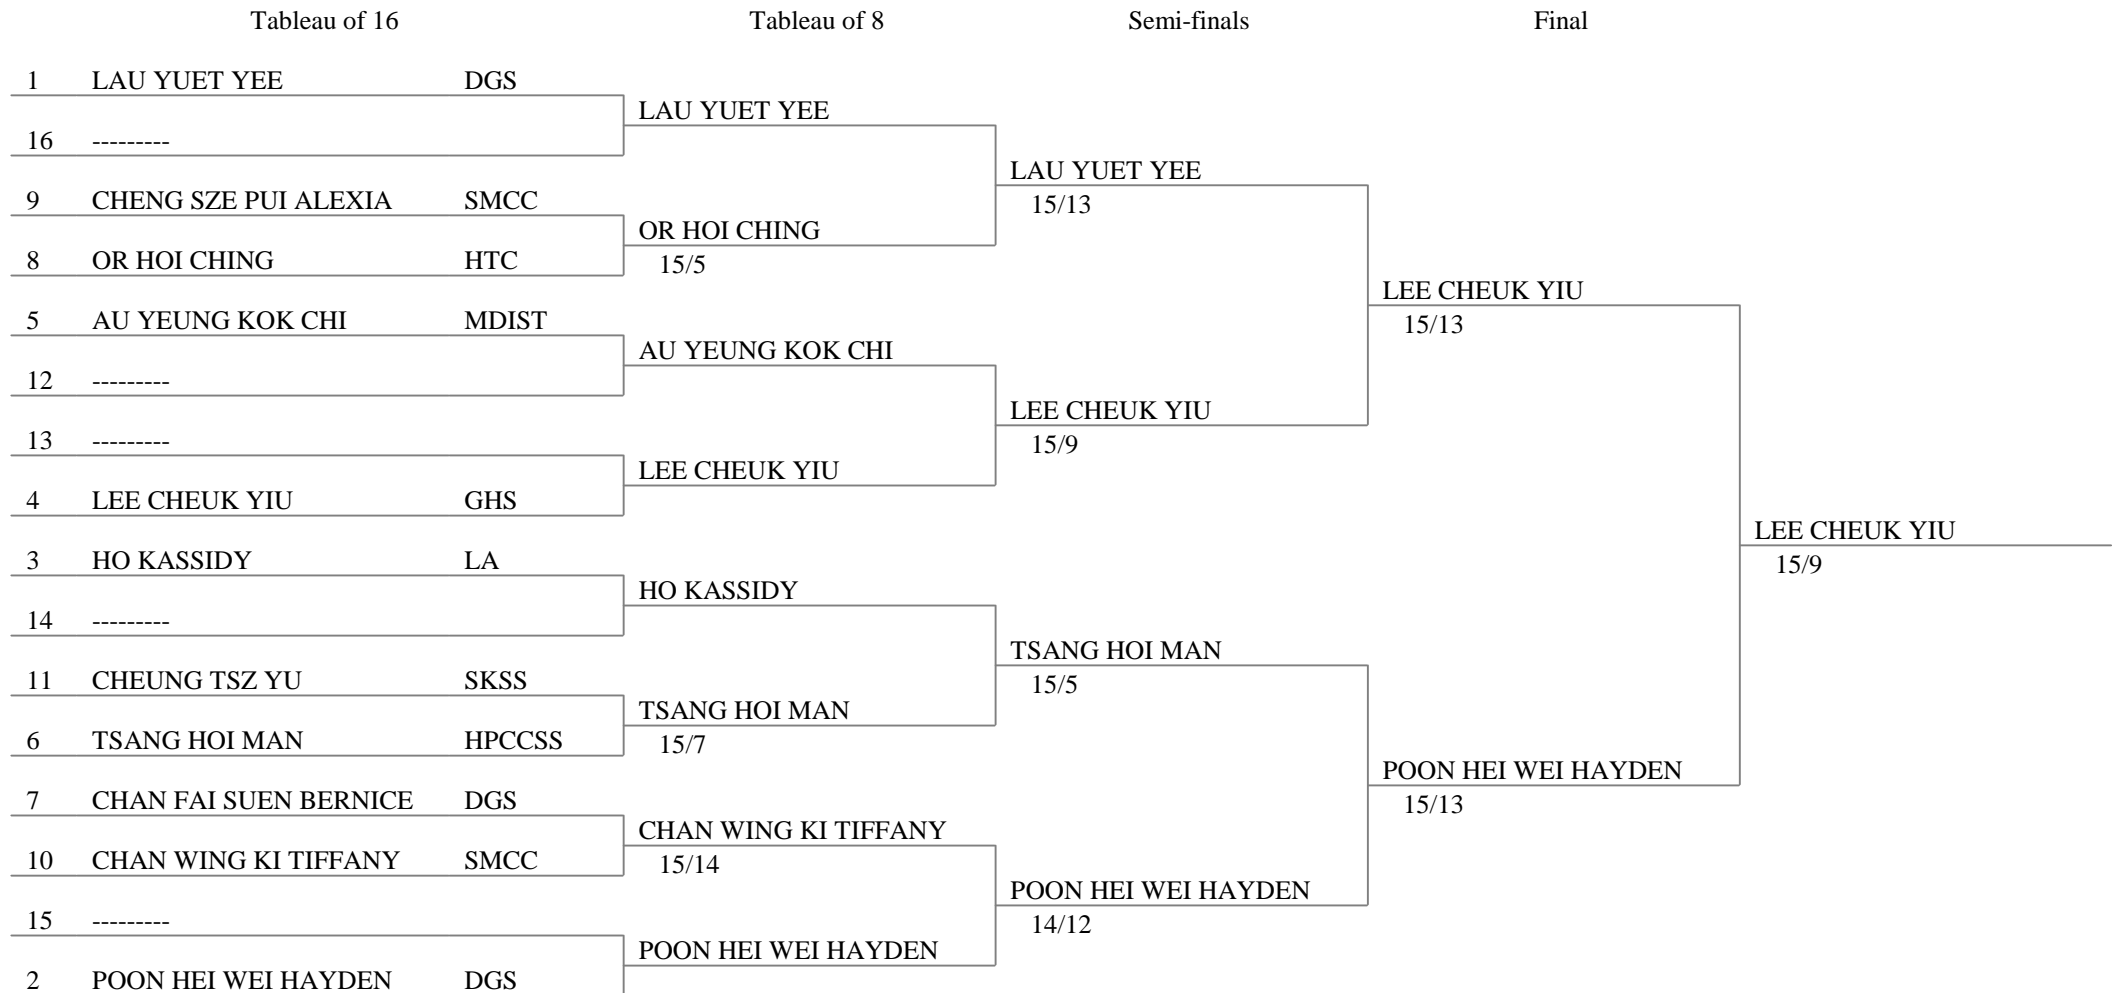 Tableau of 16 Tableau of 8 Semi-finals Final
1 LAU YUET YEE DGS
LAU YUET YEE
16 ---------
LAU YUET YEE
9 CHENG SZE PUI ALEXIA SMCC
15/13
OR HOI CHING
8 OR HOI CHING HTC
15/5
LEE CHEUK YIU
5 AU YEUNG KOK CHI MDIST
15/13
AU YEUNG KOK CHI
12 ---------
LEE CHEUK YIU
13 ---------
15/9
LEE CHEUK YIU
4 LEE CHEUK YIU GHS
LEE CHEUK YIU
3 HO KASSIDY LA
15/9
HO KASSIDY
14 ---------
TSANG HOI MAN
11 CHEUNG TSZ YU SKSS
15/5
TSANG HOI MAN
6 TSANG HOI MAN HPCCSS
15/7
POON HEI WEI HAYDEN
7 CHAN FAI SUEN BERNICE DGS
15/13
CHAN WING KI TIFFANY
10 CHAN WING KI TIFFANY SMCC
15/14
POON HEI WEI HAYDEN
15 ---------
14/12
POON HEI WEI HAYDEN
2 POON HEI WEI HAYDEN DGS